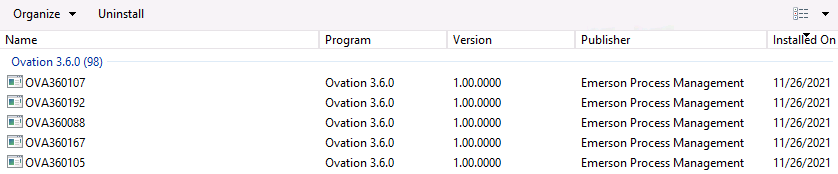 Organize Uninstall
Name Program Version Publisher Installed On
Ovation 3.6.0 (98)
OVA360107 Ovation 3.6.0 1.00.0000 Emerson Process Management 11/26/2021
OVA360192 Ovation 3.6.0 1.00.0000 Emerson Process Management 11/26/2021
OVA360088 Ovation 3.6.0 1.00.0000 Emerson Process Management 11/26/2021
OVA360167 Ovation 3.6.0 1.00.0000 Emerson Process Management 11/26/2021
OVA360105 Ovation 3.6.0 1.00.0000 Emerson Process Management 11/26/2021